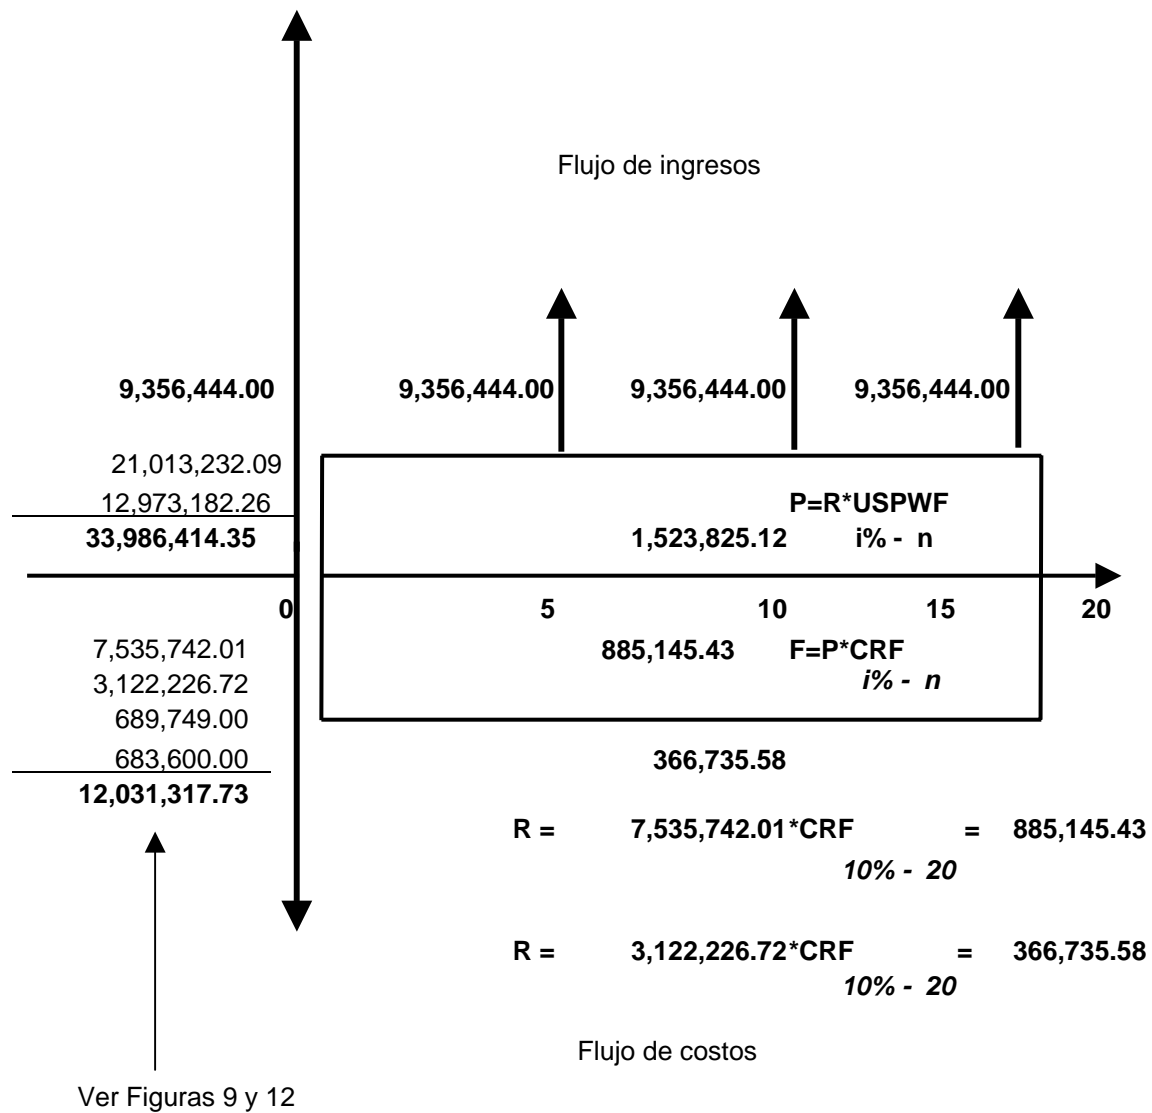 Flujo de ingresos
9,356,444.00 9,356,444.00 9,356,444.00 9,356,444.00
21,013,232.09
12,973,182.26 P=R*USPWF
33,986,414.35 1,523,825.12 i% - n
0 5 10 15 20
7,535,742.01 885,145.43 F=P*CRF
3,122,226.72 i% - n
689,749.00
683,600.00 366,735.58
12,031,317.73
R = 7,535,742.01*CRF = 885,145.43
10% - 20
R = 3,122,226.72*CRF = 366,735.58
10% - 20
Flujo de costos
Ver Figuras 9 y 12